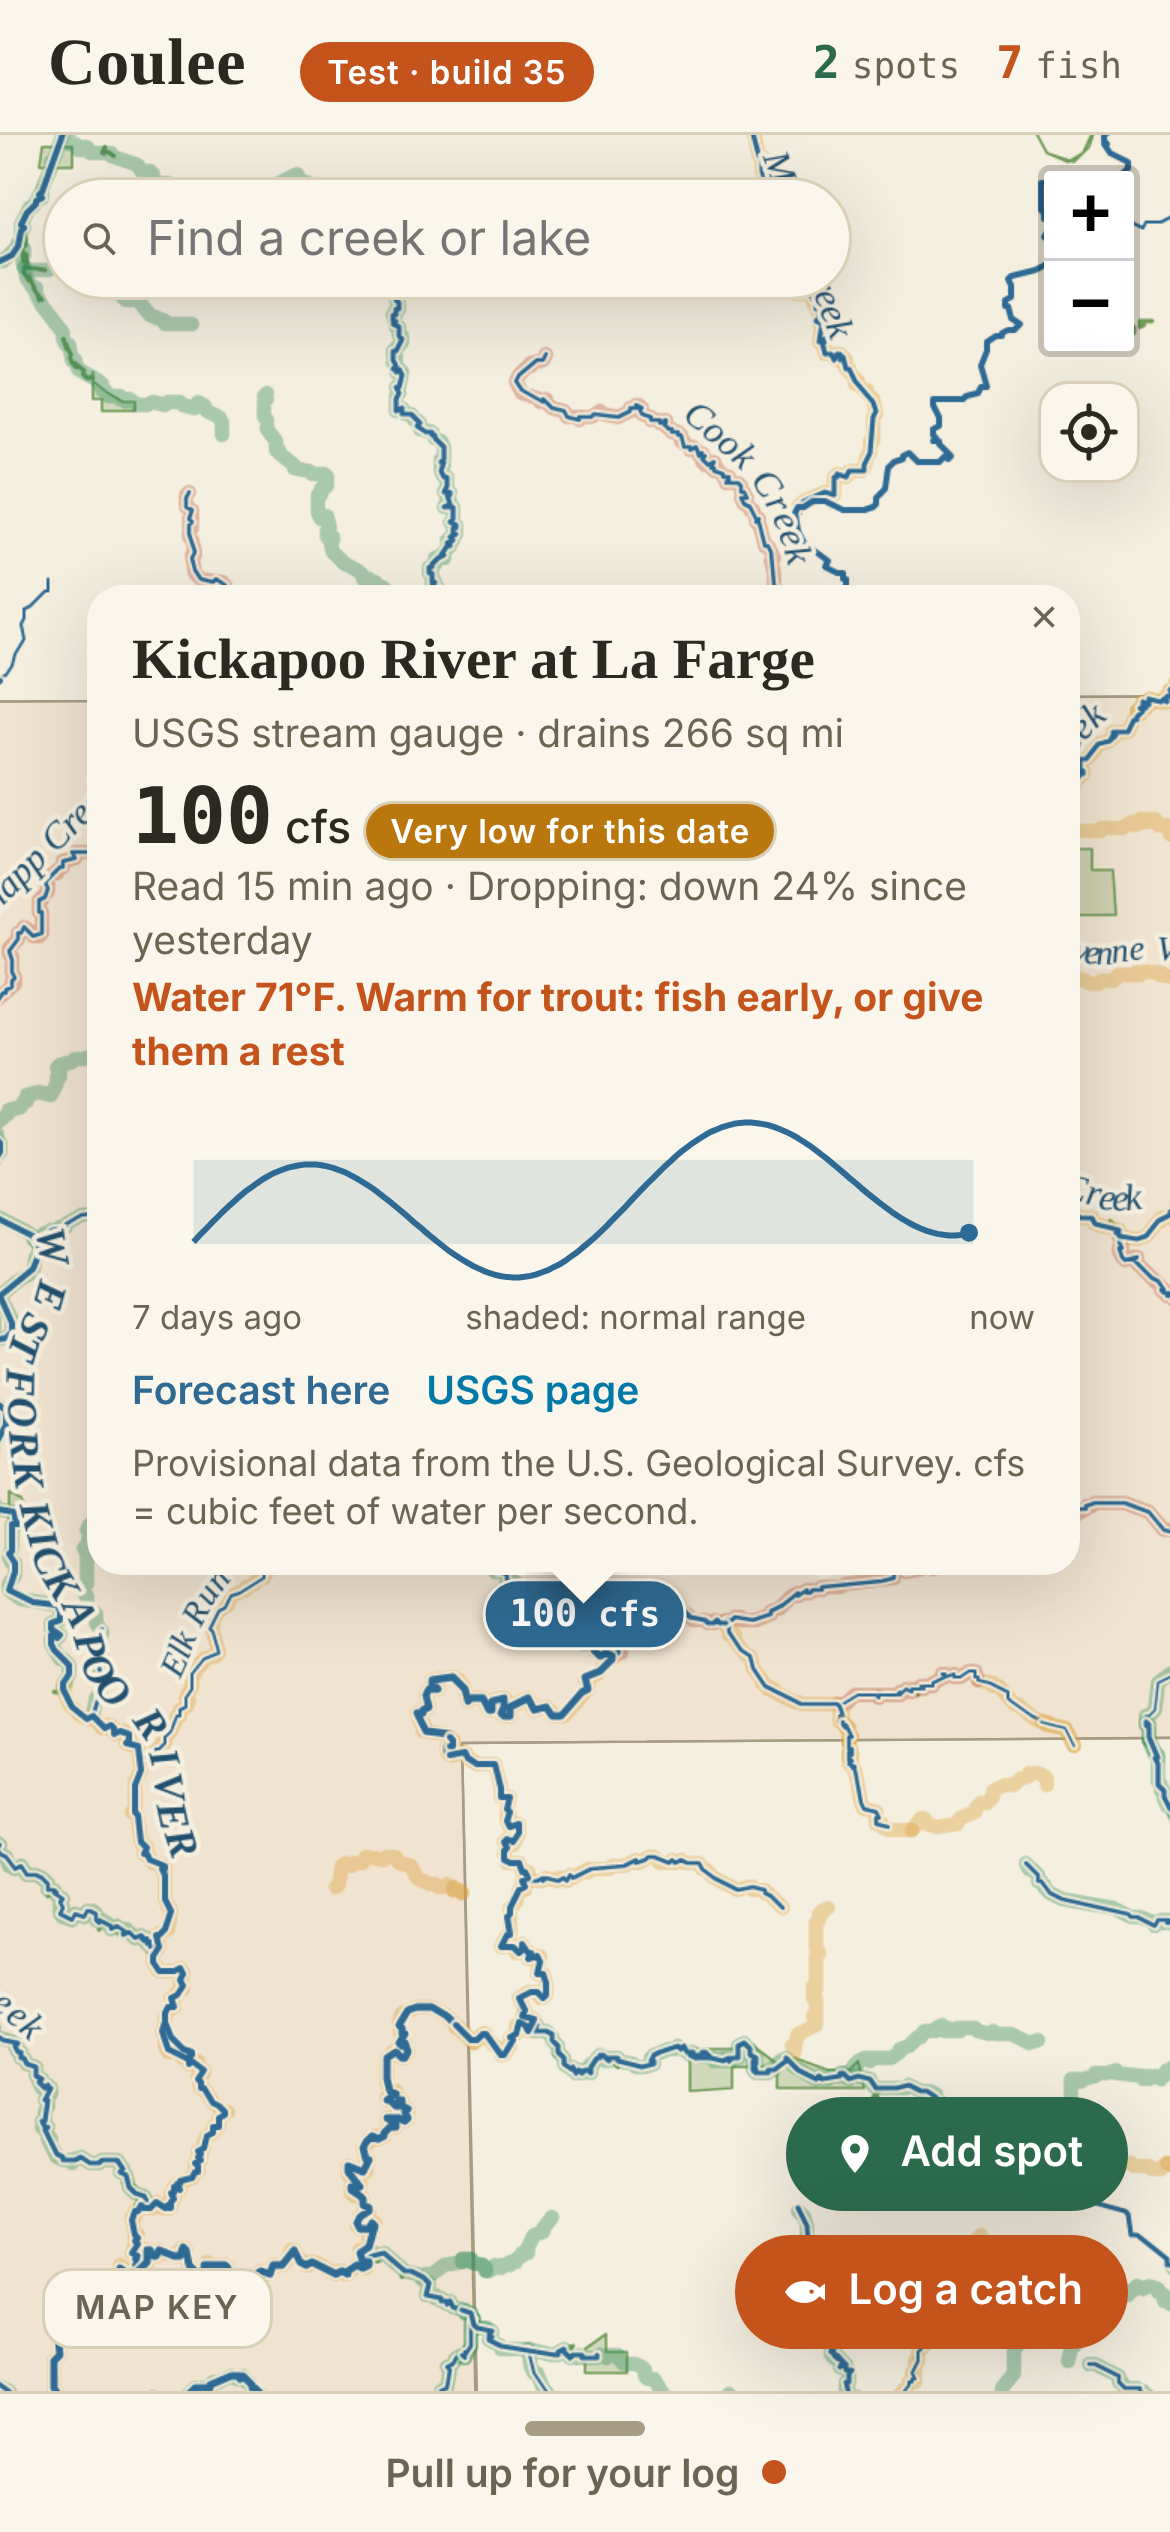 Coulee
Test · build 35
2 spots 7 fish
Find a creek or lake
+
−
eek
Cook Creek
×
Kickapoo River at La Farge
USGS stream gauge · drains 266 sq mi
100 cfs Very low for this date
Read 15 min ago · Dropping: down 24% since
yesterday
Water 71°F. Warm for trout: fish early, or give
them a rest
7 days ago shaded: normal range now
Forecast here USGS page
Provisional data from the U.S. Geological Survey. cfs
= cubic feet of water per second.
100 cfs
Creek
WEST FORK KICKAPOO RIVER
Elk Run
eek
Add spot
Log a catch
MAP KEY
Pull up for your log